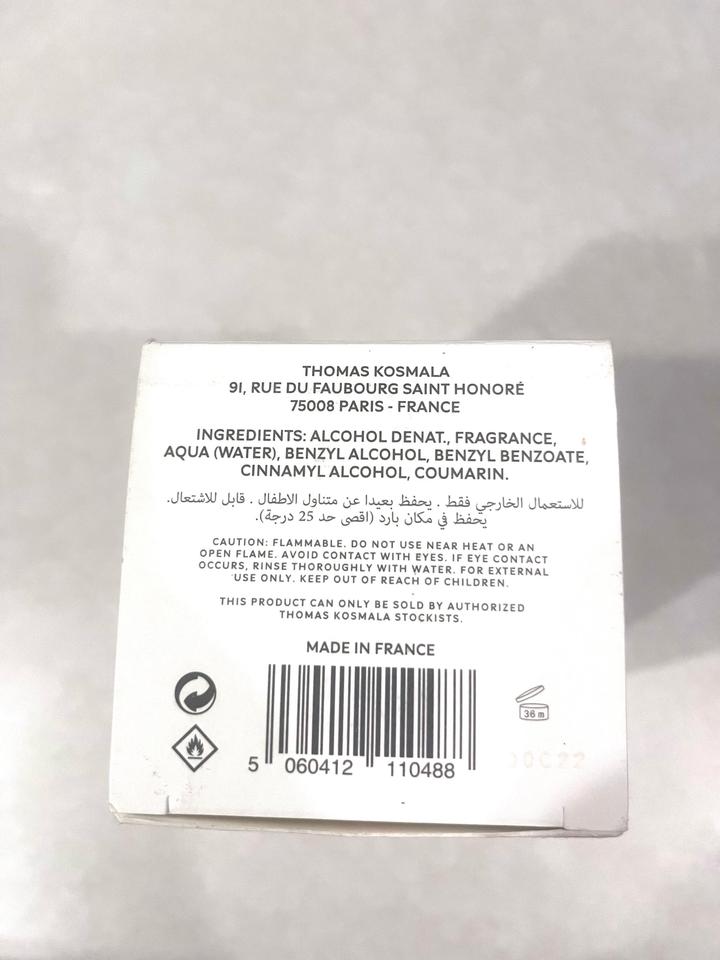 THOMAS KOSMALA
91, RUE DU FAUBOURG SAINT HONORÉ
75008 PARIS - FRANCE
INGREDIENTS: ALCOHOL DENAT., FRAGRANCE,
AQUA (WATER), BENZYL ALCOHOL, BENZYL BENZOATE,
CINNAMYL ALCOHOL, COUMARIN.
للاستعمال الخارجي فقط . يحفظ بعيدا عن متناول الاطفال . قابل للاشتعال.
يحفظ في مكان بارد (اقصى حد 25 درجة).
CAUTION: FLAMMABLE. DO NOT USE NEAR HEAT OR AN
OPEN FLAME. AVOID CONTACT WITH EYES. IF EYE CONTACT
OCCURS, RINSE THOROUGHLY WITH WATER. FOR EXTERNAL
USE ONLY. KEEP OUT OF REACH OF CHILDREN.
THIS PRODUCT CAN ONLY BE SOLD BY AUTHORIZED
THOMAS KOSMALA STOCKISTS.
MADE IN FRANCE
36 m
5 060412 110488